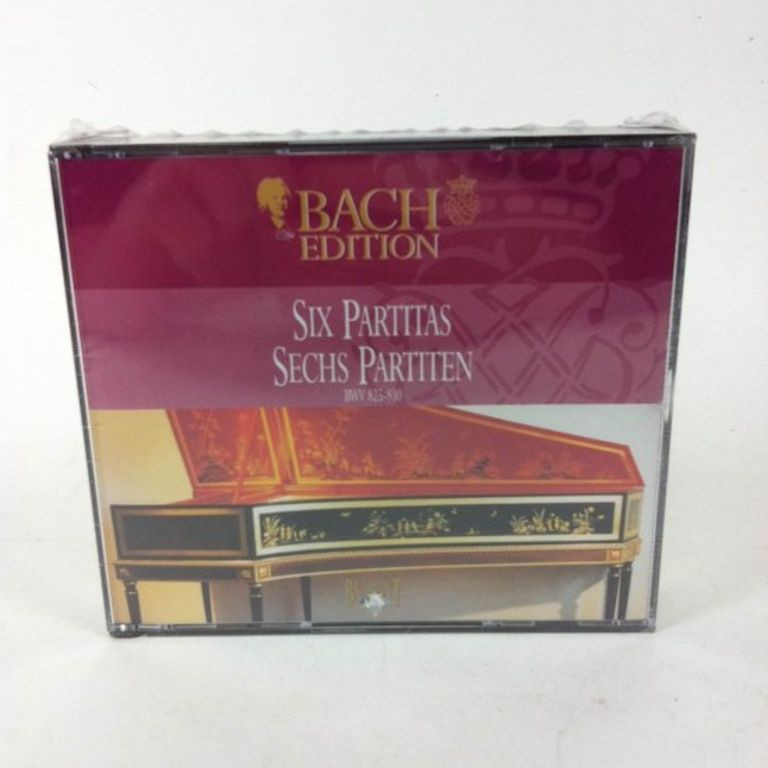 BACH
EDITION
SIX PARTITAS
SECHS PARTITEN
BWV 825-830